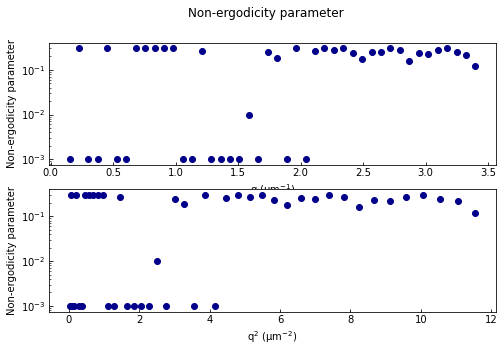 Non-ergodicity parameter
Non-ergodicity parameter
10⁻¹
10⁻²
10⁻³
0.0 0.5 1.0 1.5 2.0 2.5 3.0 3.5
q (μm⁻¹)
Non-ergodicity parameter
10⁻¹
10⁻²
10⁻³
0 2 4 6 8 10 12
q² (μm⁻²)